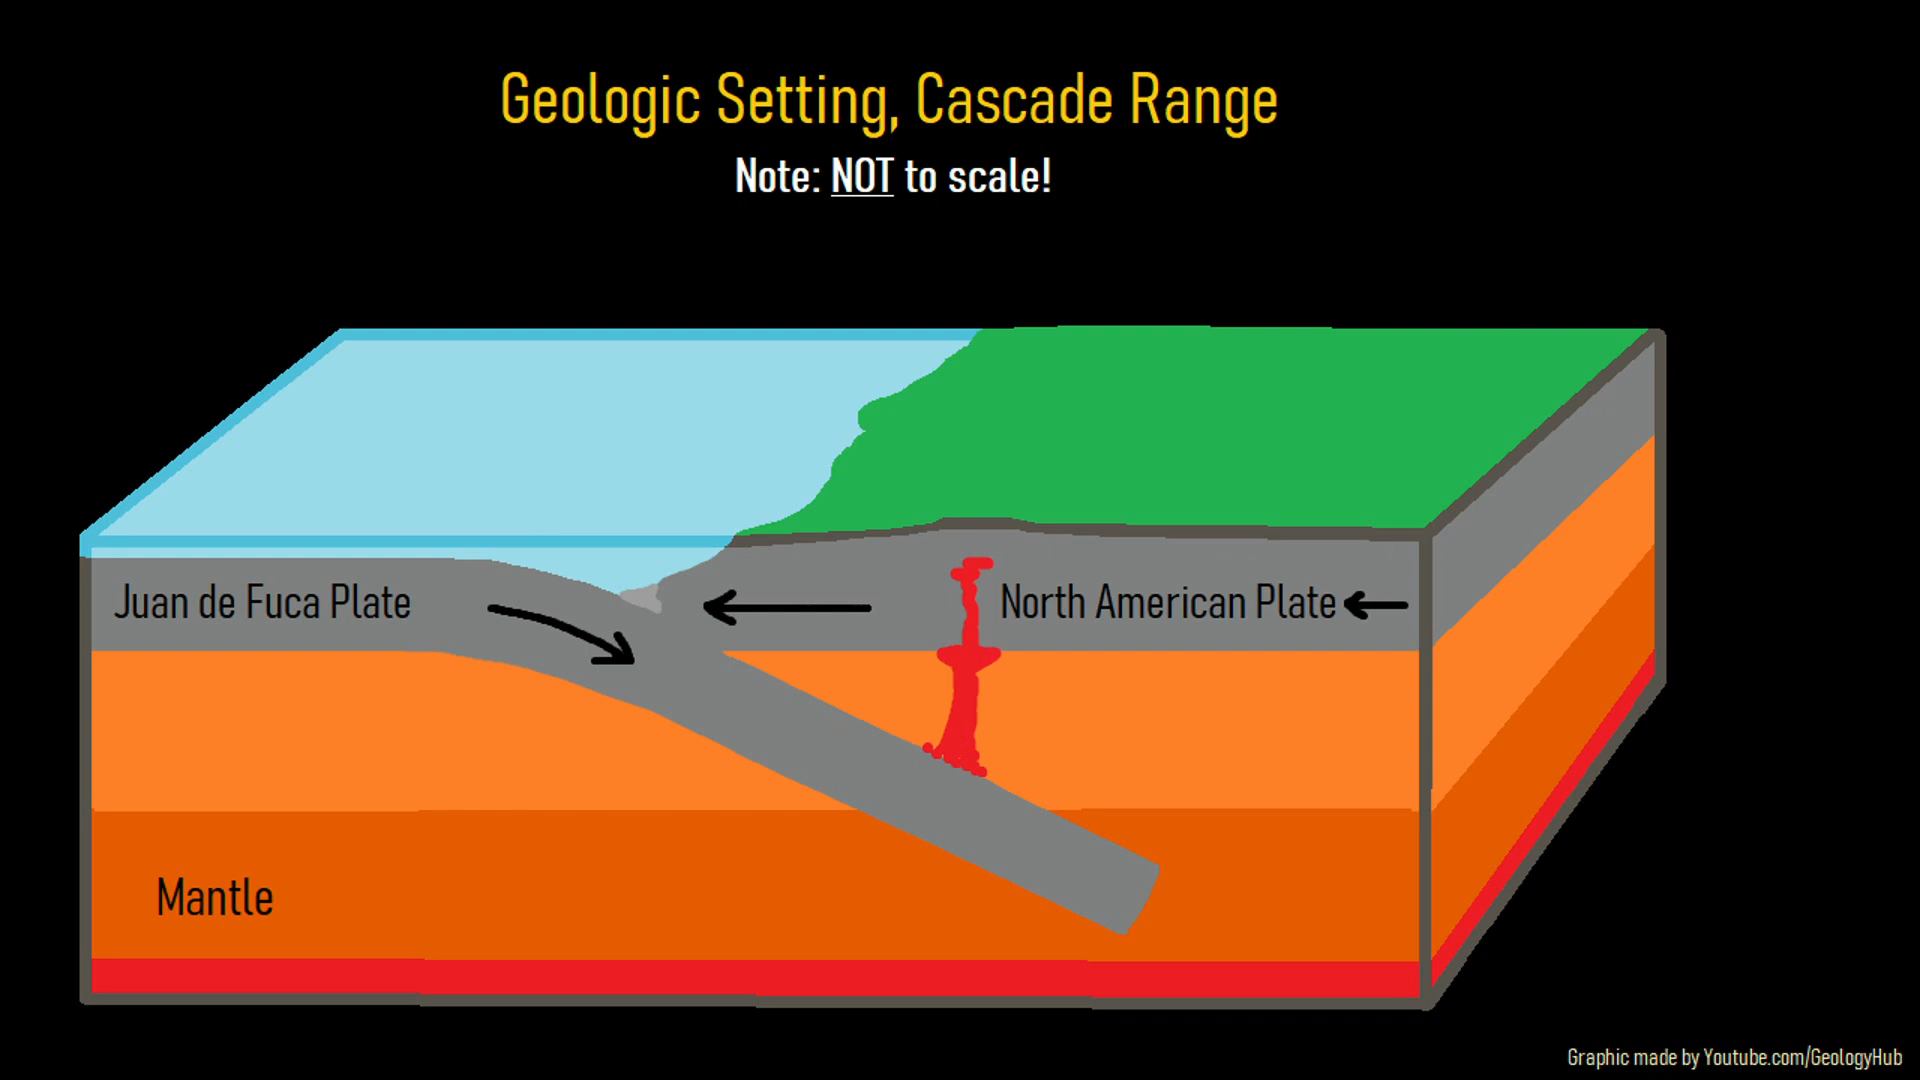 Geologic Setting, Cascade Range
Note: NOT to scale!
Juan de Fuca Plate
North American Plate
Mantle
Graphic made by Youtube.com/GeologyHub